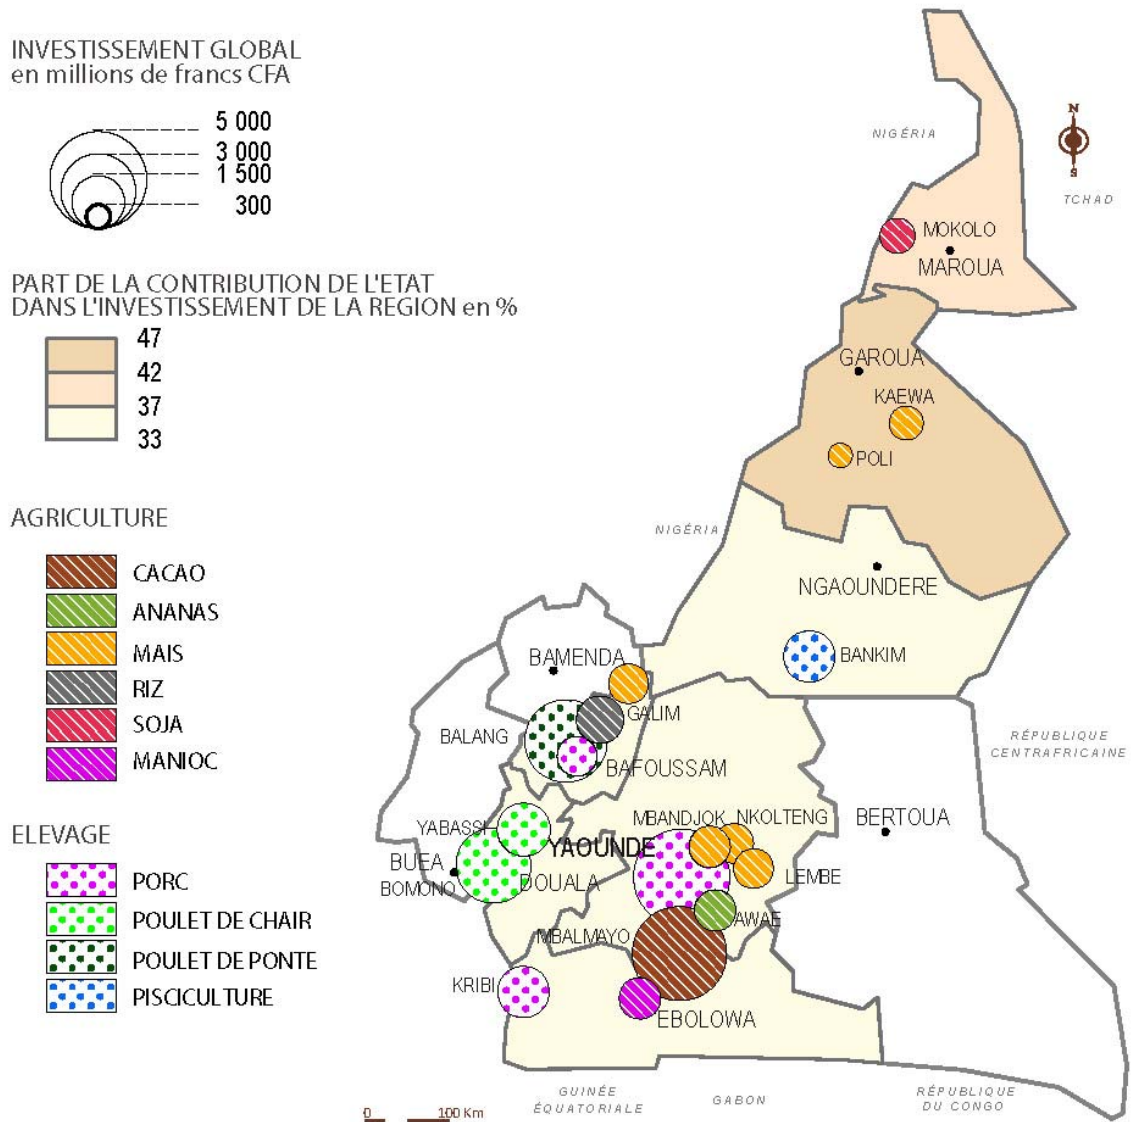 INVESTISSEMENT GLOBAL
en millions de francs CFA
5 000
3 000
1 500
300
PART DE LA CONTRIBUTION DE L'ETAT
DANS L'INVESTISSEMENT DE LA REGION en %
47
42
37
33
AGRICULTURE
CACAO
ANANAS
MAIS
RIZ
SOJA
MANIOC
ELEVAGE
PORC
POULET DE CHAIR
POULET DE PONTE
PISCICULTURE
N
S
NIGÉRIA
TCHAD
MOKOLO
MAROUA
GAROUA
KAEWA
POLI
NIGÉRIA
NGAOUNDERE
BANKIM
BAMENDA
GALIM
BALANG
BAFOUSSAM
RÉPUBLIQUE
CENTRAFRICAINE
MBANDJOK
NKOLTENG
BERTOUA
YABASSI
YAOUNDE
BUEA
BOMONO
DOUALA
LEMBE
AWAE
MBALMAYO
KRIBI
EBOLOWA
GUINÉE
ÉQUATORIALE
GABON
RÉPUBLIQUE
DU CONGO
0 100 Km